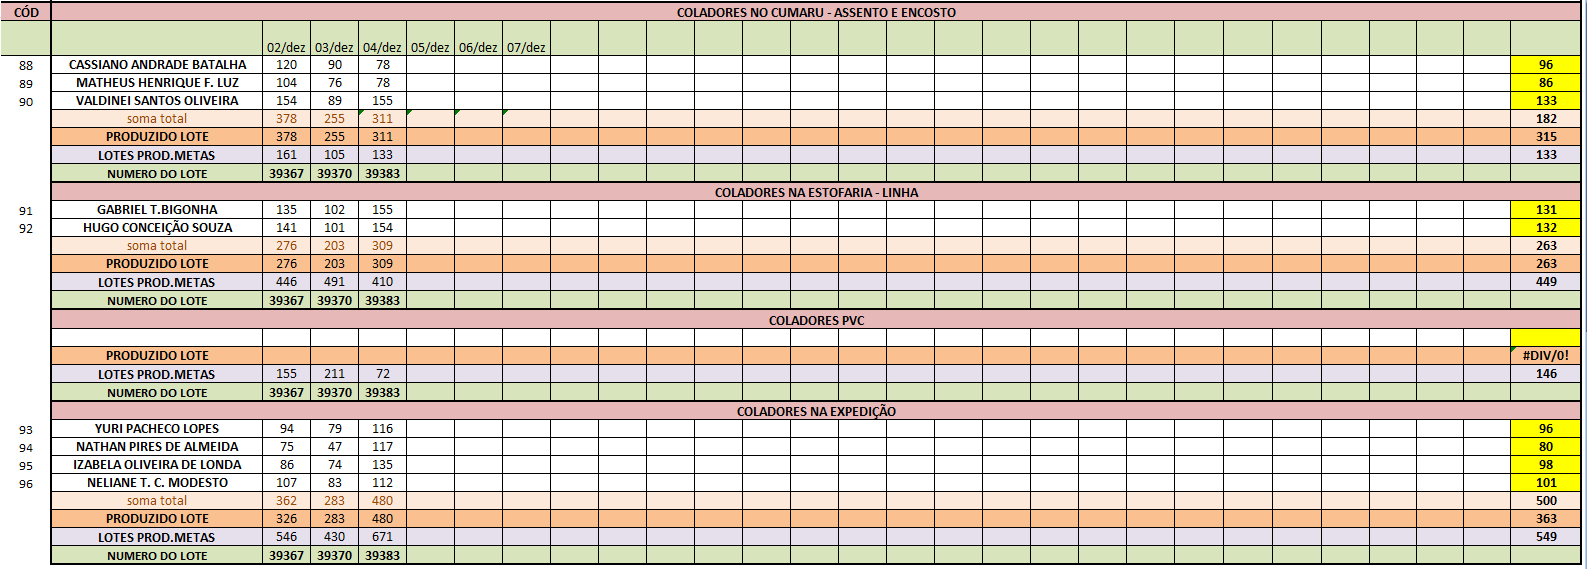 CÓD COLADORES NO CUMARU - ASSENTO E ENCOSTO
02/dez 03/dez 04/dez 05/dez 06/dez 07/dez
88 CASSIANO ANDRADE BATALHA 120 90 78 96
89 MATHEUS HENRIQUE F. LUZ 104 76 78 86
90 VALDINEI SANTOS OLIVEIRA 154 89 155 133
soma total 378 255 311 182
PRODUZIDO LOTE 378 255 311 315
LOTES PROD.METAS 161 105 133 133
NUMERO DO LOTE 39367 39370 39383
COLADORES NA ESTOFARIA - LINHA
91 GABRIEL T.BIGONHA 135 102 155 131
92 HUGO CONCEIÇÃO SOUZA 141 101 154 132
soma total 276 203 309 263
PRODUZIDO LOTE 276 203 309 263
LOTES PROD.METAS 446 491 410 449
NUMERO DO LOTE 39367 39370 39383
COLADORES PVC
PRODUZIDO LOTE #DIV/0!
LOTES PROD.METAS 155 211 72 146
NUMERO DO LOTE 39367 39370 39383
COLADORES NA EXPEDIÇÃO
93 YURI PACHECO LOPES 94 79 116 96
94 NATHAN PIRES DE ALMEIDA 75 47 117 80
95 IZABELA OLIVEIRA DE LONDA 86 74 135 98
96 NELIANE T. C. MODESTO 107 83 112 101
soma total 362 283 480 500
PRODUZIDO LOTE 326 283 480 363
LOTES PROD.METAS 546 430 671 549
NUMERO DO LOTE 39367 39370 39383